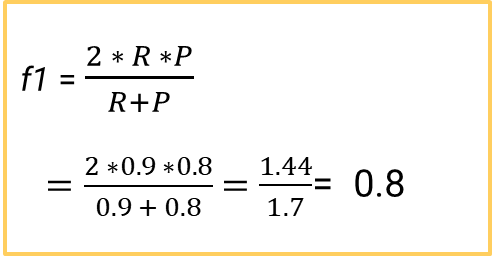 f1 = 2 * R * P / R + P
= 2 * 0.9 * 0.8 / 0.9 + 0.8 = 1.44 / 1.7 = 0.8